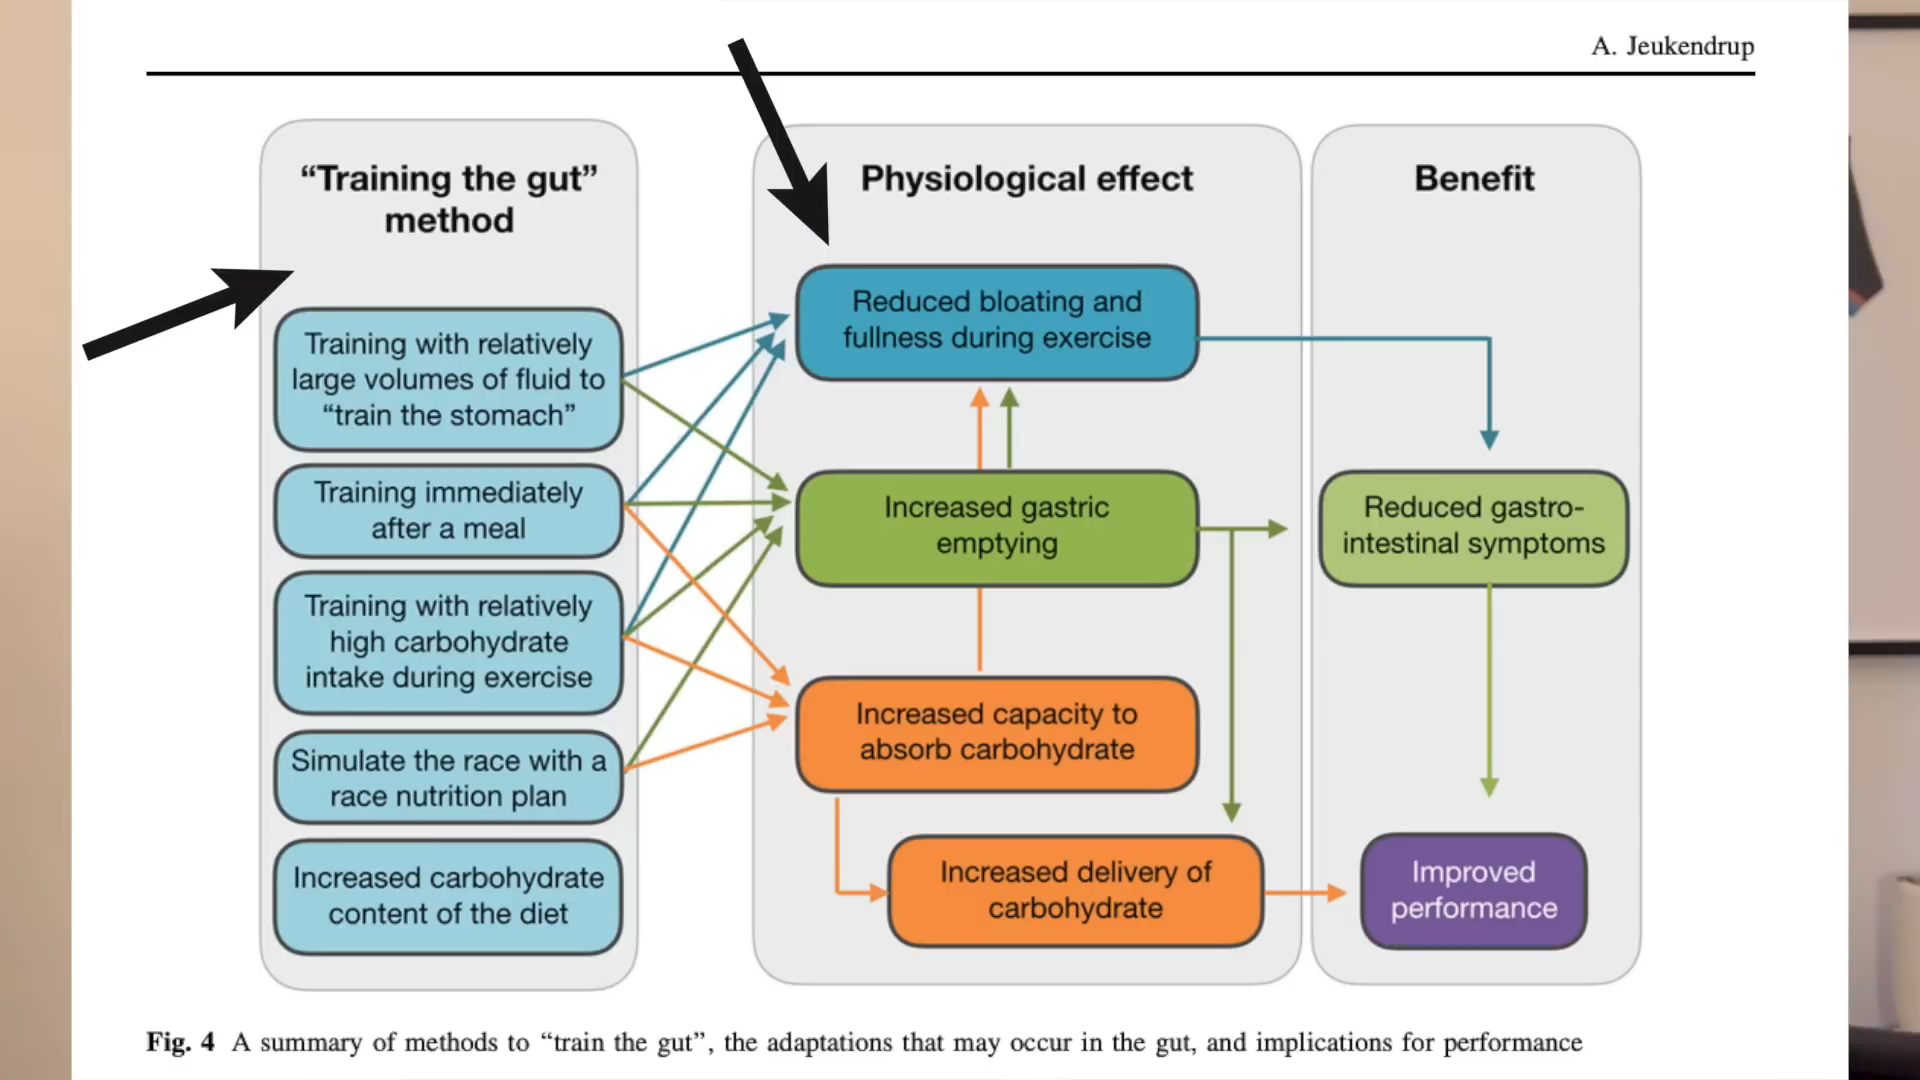 A. Jeukendrup
“Training the gut”
method
Training with relatively
large volumes of fluid to
“train the stomach”
Training immediately
after a meal
Training with relatively
high carbohydrate
intake during exercise
Simulate the race with a
race nutrition plan
Increased carbohydrate
content of the diet
Physiological effect
Reduced bloating and
fullness during exercise
Increased gastric
emptying
Increased capacity to
absorb carbohydrate
Increased delivery of
carbohydrate
Benefit
Reduced gastro-
intestinal symptoms
Improved
performance
Fig. 4 A summary of methods to “train the gut”, the adaptations that may occur in the gut, and implications for performance